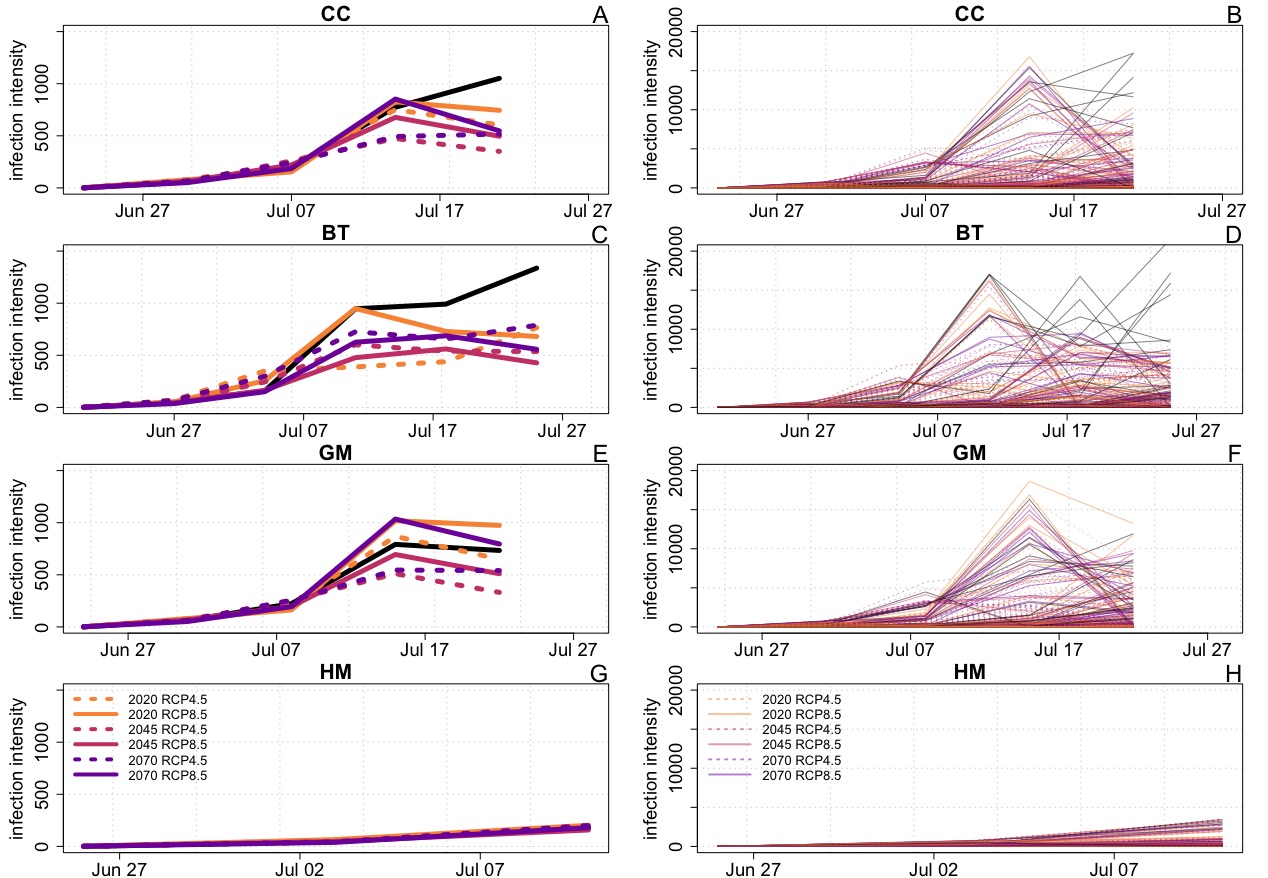 CC A
infection intensity
0 500 1000
Jun 27 Jul 07 Jul 17 Jul 27
CC B
infection intensity
0 10000 20000
Jun 27 Jul 07 Jul 17 Jul 27
BT C
infection intensity
0 500 1000
Jun 27 Jul 07 Jul 17 Jul 27
BT D
infection intensity
0 10000 20000
Jun 27 Jul 07 Jul 17 Jul 27
GM E
infection intensity
0 500 1000
Jun 27 Jul 07 Jul 17 Jul 27
GM F
infection intensity
0 10000 20000
Jun 27 Jul 07 Jul 17 Jul 27
HM G
infection intensity
0 500 1000
2020 RCP4.5
2020 RCP8.5
2045 RCP4.5
2045 RCP8.5
2070 RCP4.5
2070 RCP8.5
Jun 27 Jul 02 Jul 07
HM H
infection intensity
0 10000 20000
2020 RCP4.5
2020 RCP8.5
2045 RCP4.5
2045 RCP8.5
2070 RCP4.5
2070 RCP8.5
Jun 27 Jul 02 Jul 07